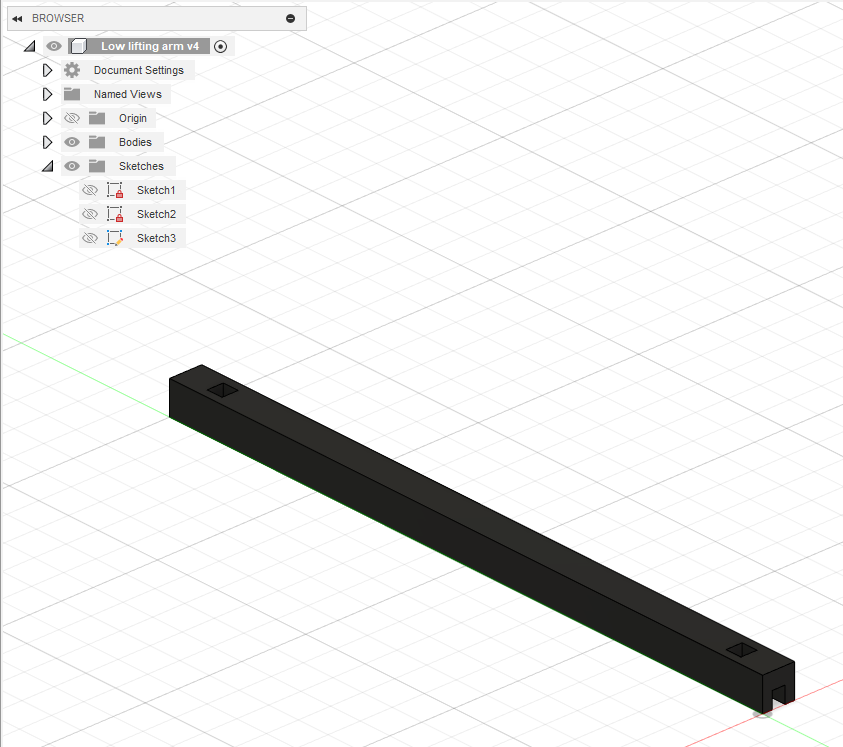 BROWSER
Low lifting arm v4
Document Settings
Named Views
Origin
Bodies
Sketches
Sketch1
Sketch2
Sketch3